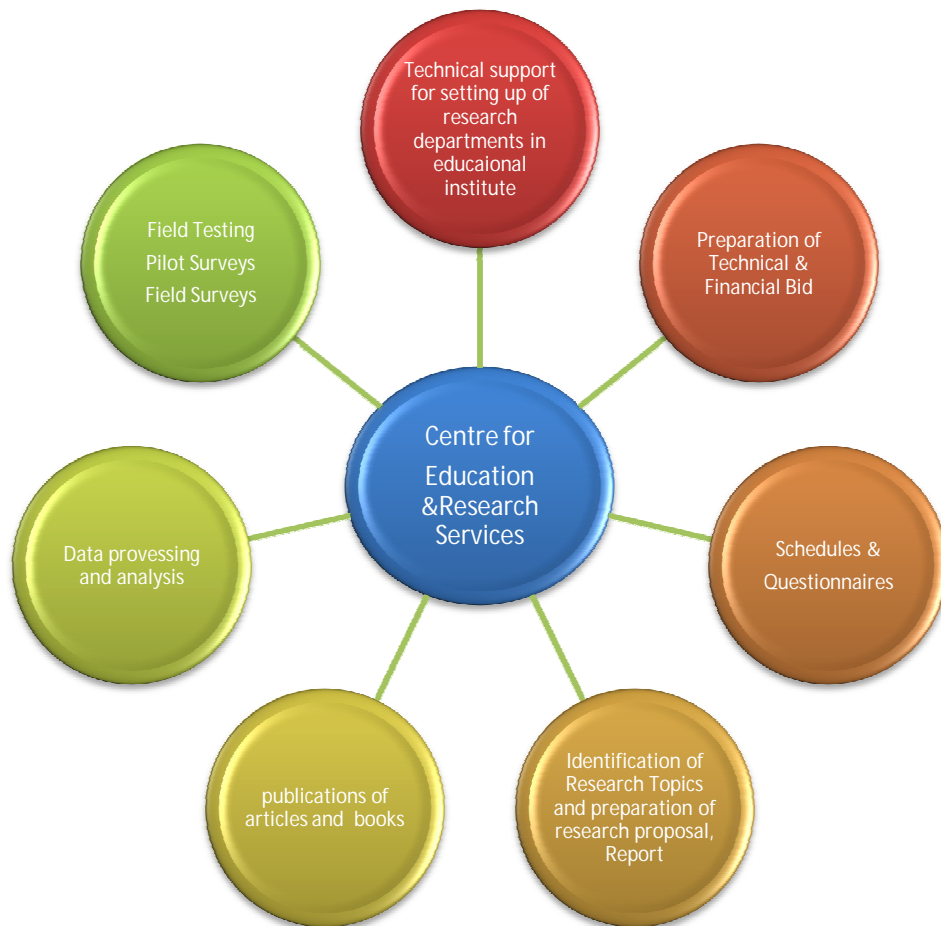 Technical support
for setting up of
research
departments in
educaional
institute
Preparation of
Technical &
Financial Bid
Schedules &
Questionnaires
Identification of
Research Topics
and preparation of
research proposal,
Report
publications of
articles and books
Data provessing
and analysis
Field Testing
Pilot Surveys
Field Surveys
Centre for
Education
&Research
Services